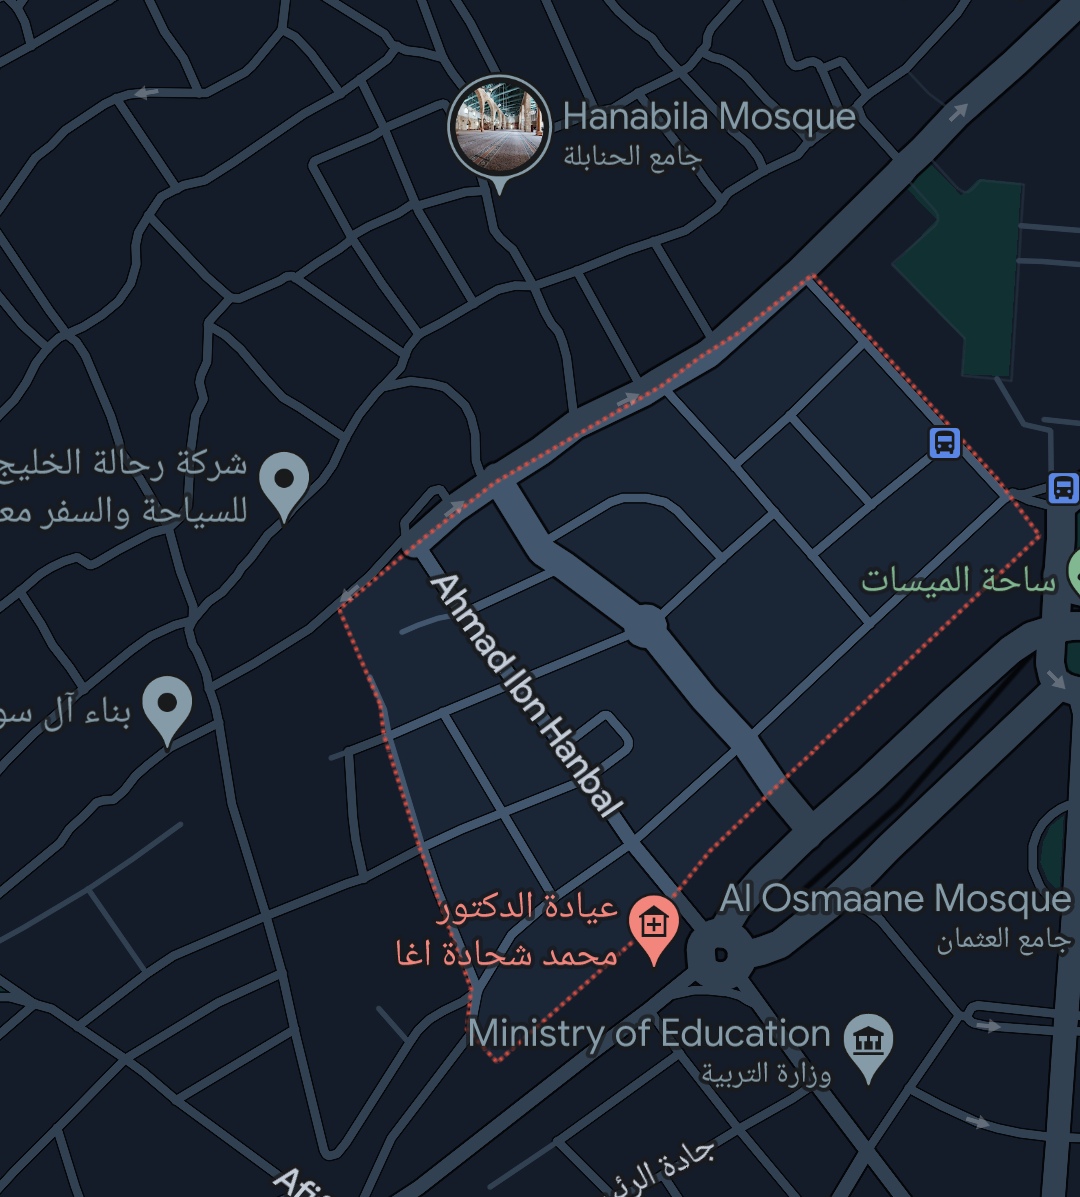 Hanabila Mosque
جامع الحنابلة
شركة رحالة الخليج
للسياحة والسفر
ساحة الميسات
Ahmad Ibn Hanbal
بناء آل
عيادة الدكتور
محمد شحادة اغا
Al Osmaane Mosque
جامع العثمان
Ministry of Education
وزارة التربية
جادة